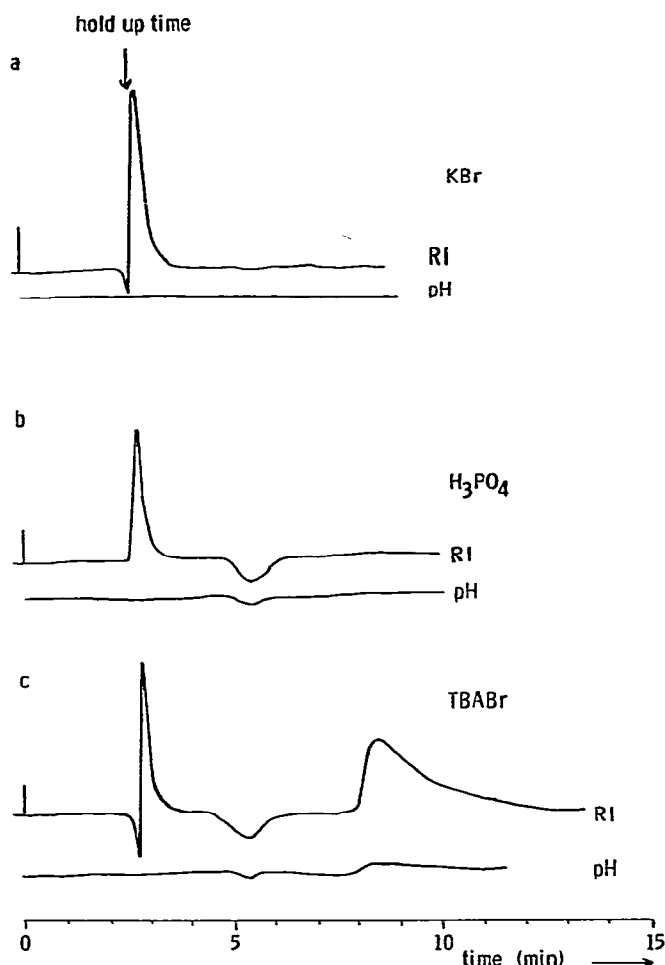 hold up time
a
KBr
RI
pH
b
H₃PO₄
RI
pH
c
TBABr
RI
pH
0 5 10 15
time (min)